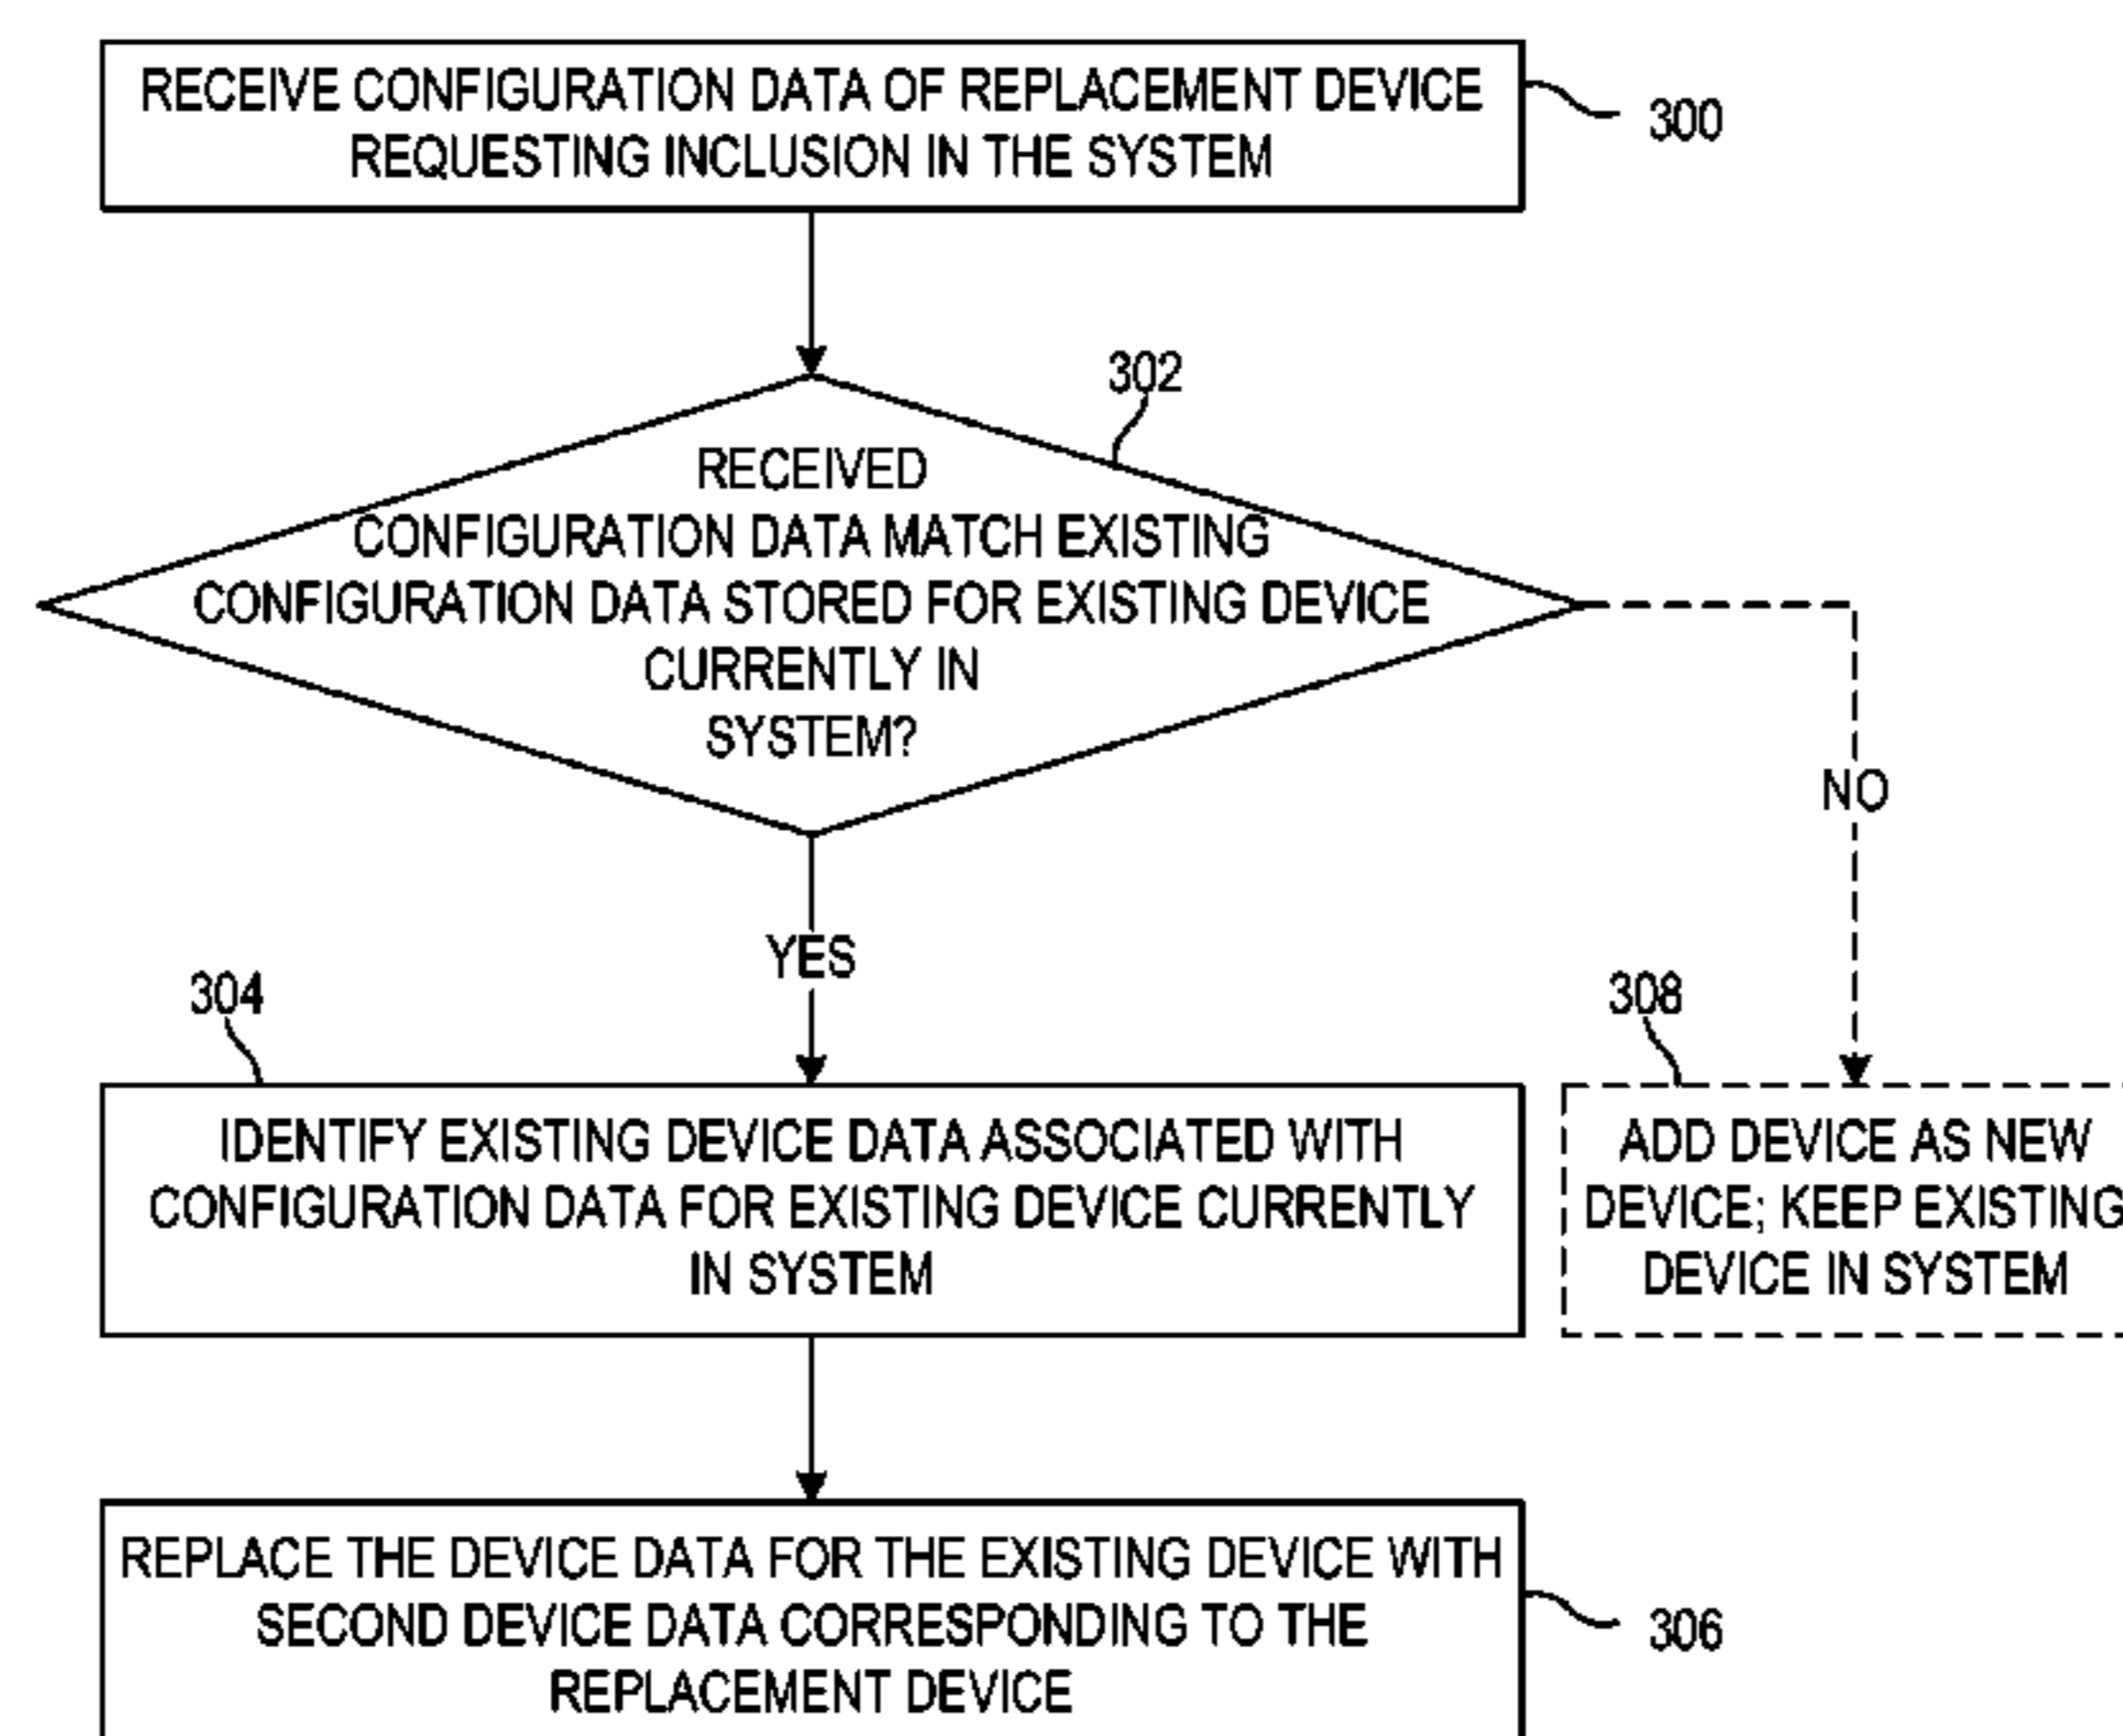 RECEIVE CONFIGURATION DATA OF REPLACEMENT DEVICE
REQUESTING INCLUSION IN THE SYSTEM
300
302
RECEIVED
CONFIGURATION DATA MATCH EXISTING
CONFIGURATION DATA STORED FOR EXISTING DEVICE
CURRENTLY IN
SYSTEM?
NO
YES
304
308
IDENTIFY EXISTING DEVICE DATA ASSOCIATED WITH
CONFIGURATION DATA FOR EXISTING DEVICE CURRENTLY
IN SYSTEM
ADD DEVICE AS NEW
DEVICE; KEEP EXISTING
DEVICE IN SYSTEM
REPLACE THE DEVICE DATA FOR THE EXISTING DEVICE WITH
SECOND DEVICE DATA CORRESPONDING TO THE
REPLACEMENT DEVICE
306